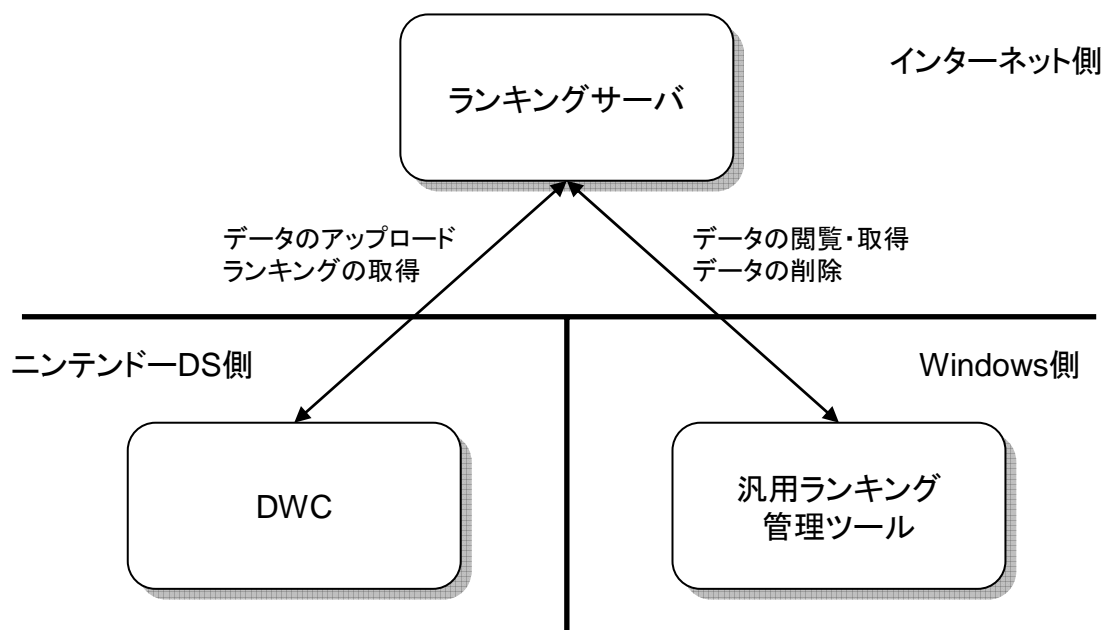 インターネット側
ランキングサーバ
データのアップロード
ランキングの取得
データの閲覧・取得
データの削除
ニンテンドーDS側
Windows側
DWC
汎用ランキング
管理ツール